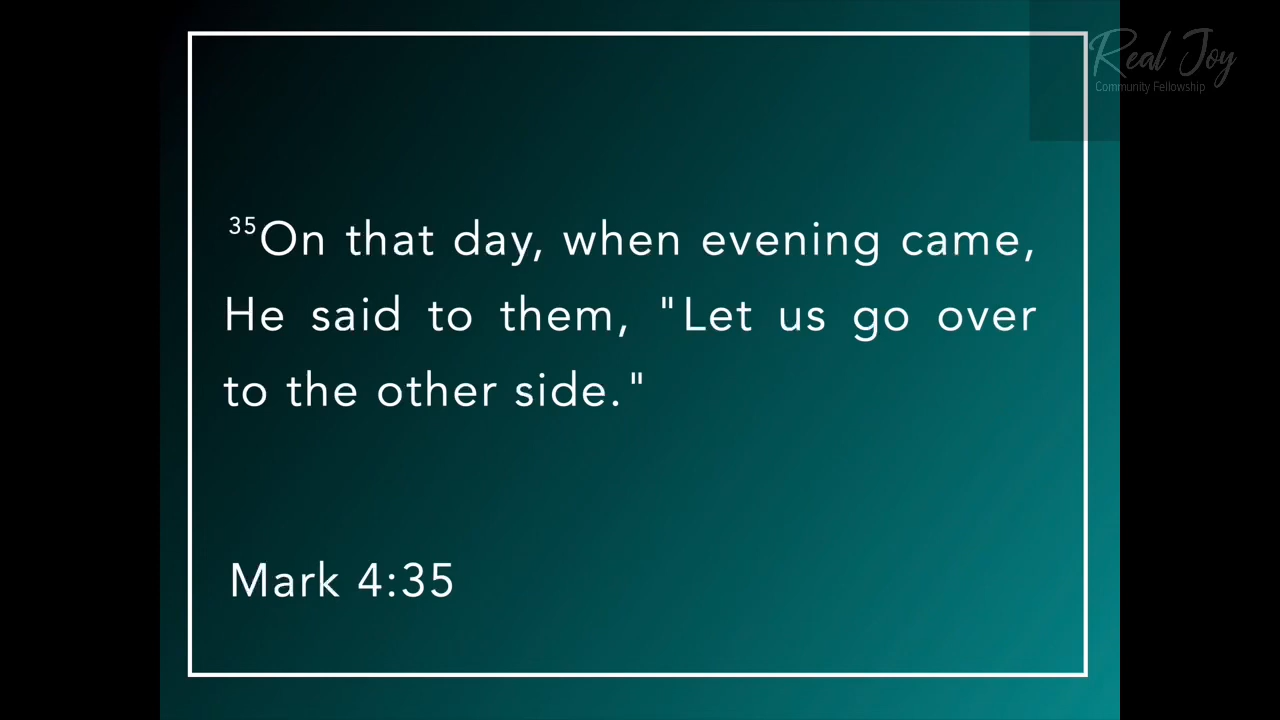 Real Joy
Community Fellowship
³⁵On that day, when evening came,
He said to them, "Let us go over
to the other side."
Mark 4:35